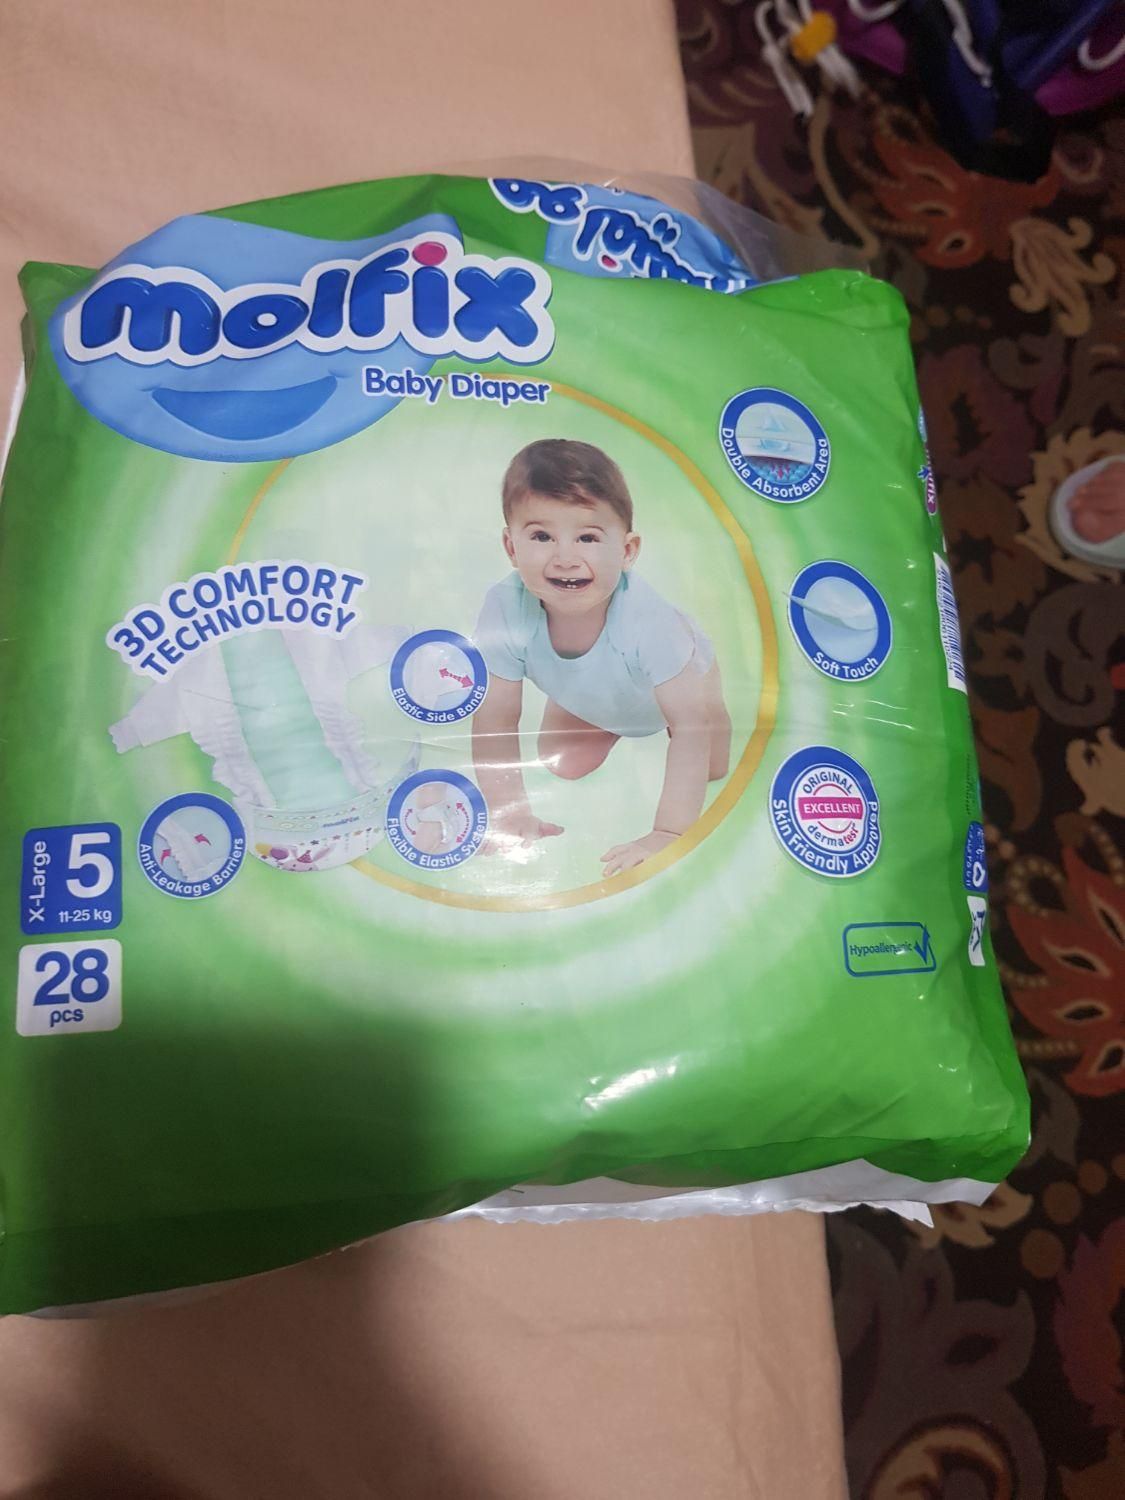 molfix
Baby Diaper
Double Absorbent Area
3D COMFORT
TECHNOLOGY
Elastic Side Bands
Soft Touch
Anti-Leakage Barriers
Flexible Elastic System
ORIGINAL
EXCELLENT
dermatest
Skin Friendly Approved
X-Large
5
11-25 kg
28
pcs
Hypoallergenic